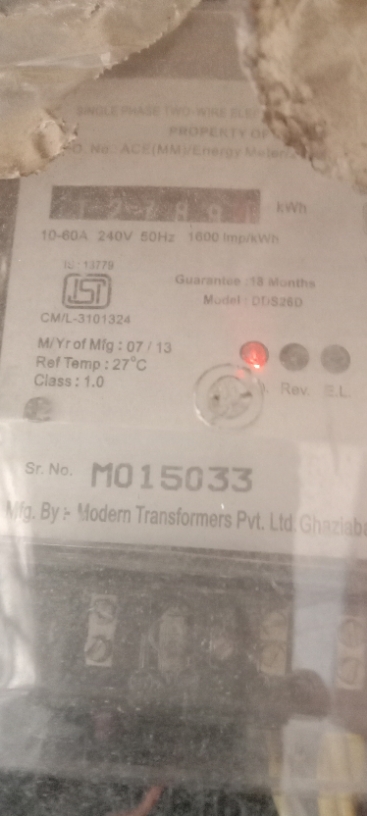 SINGLE PHASE TWO-WIRE
PROPERTY OF
No. ACE(MM)/Energy Meter
kWh
10-60A 240V 50Hz 1600 Imp/kWh
IS : 13779
Guarantee : 18 Months
Model : DDS26D
CM/L-3101324
M/Yr of Mfg : 07 / 13
Ref Temp : 27°C
Class : 1.0
Rev. E.L.
Sr. No. M015033
Mfg. By :- Modern Transformers Pvt. Ltd. Ghaziaba